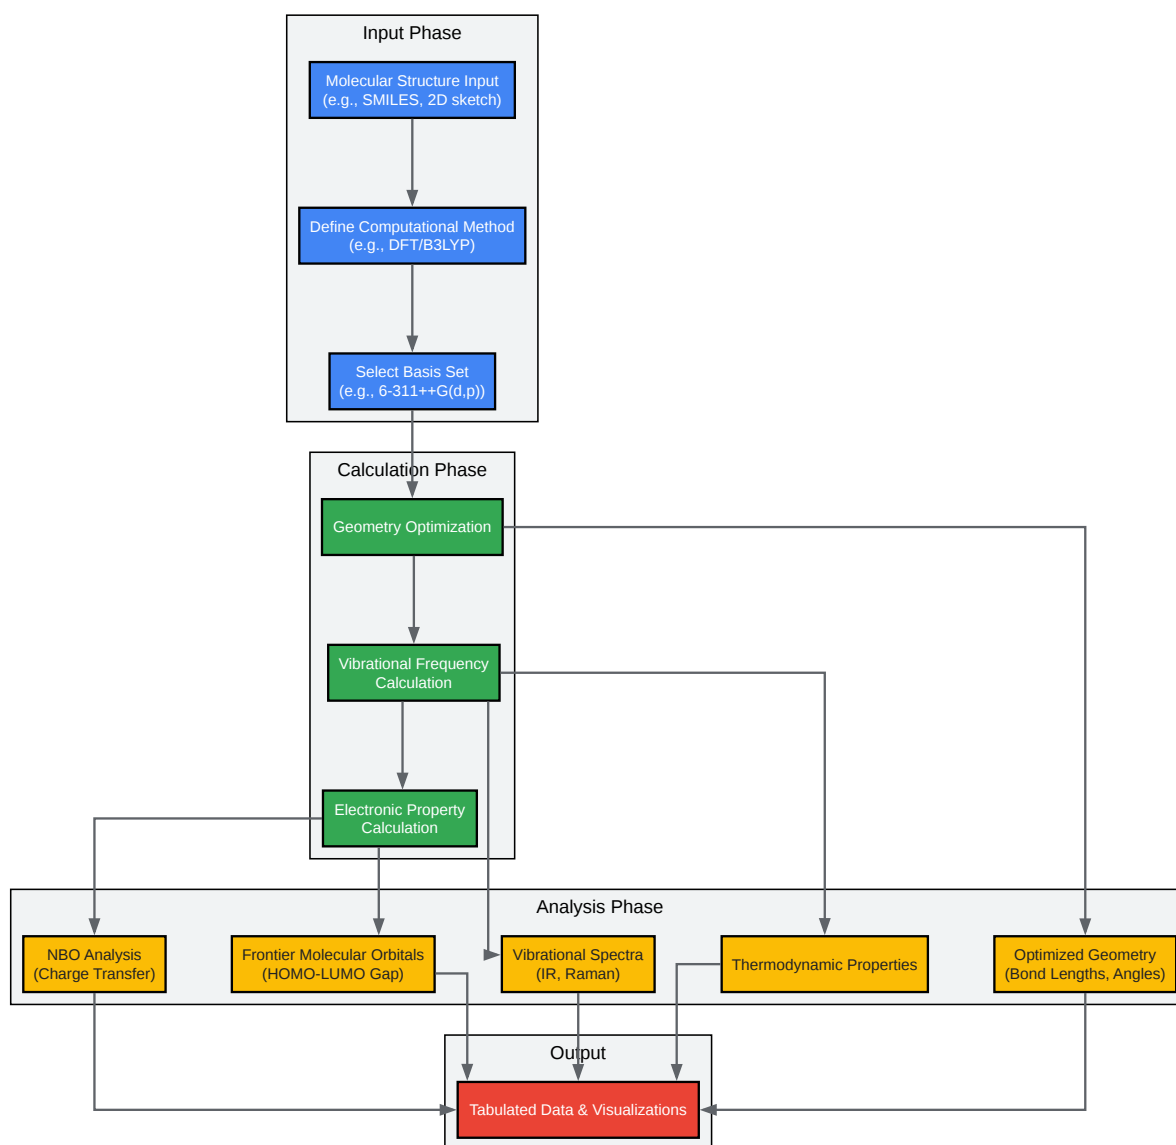 Input Phase
Molecular Structure Input
(e.g., SMILES, 2D sketch)
Define Computational Method
(e.g., DFT/B3LYP)
Select Basis Set
(e.g., 6-311++G(d,p))
Calculation Phase
Geometry Optimization
Vibrational Frequency
Calculation
Electronic Property
Calculation
Analysis Phase
NBO Analysis
(Charge Transfer)
Frontier Molecular Orbitals
(HOMO-LUMO Gap)
Vibrational Spectra
(IR, Raman)
Thermodynamic Properties
Optimized Geometry
(Bond Lengths, Angles)
Output
Tabulated Data & Visualizations